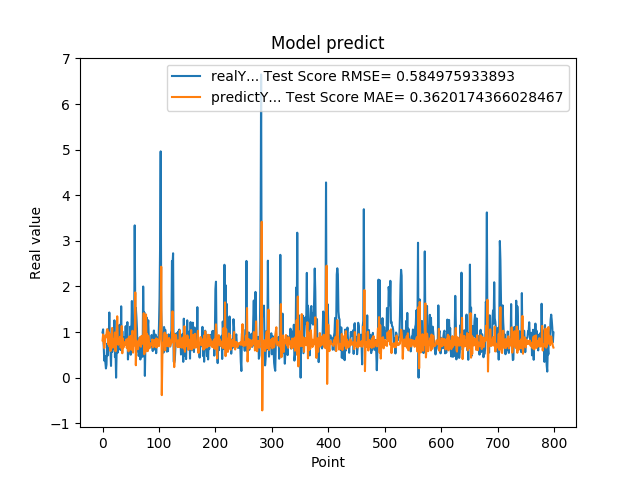 Model predict
realY... Test Score RMSE= 0.584975933893
predictY... Test Score MAE= 0.3620174366028467
7
6
5
4
3
2
1
0
−1
Real value
0 100 200 300 400 500 600 700 800
Point